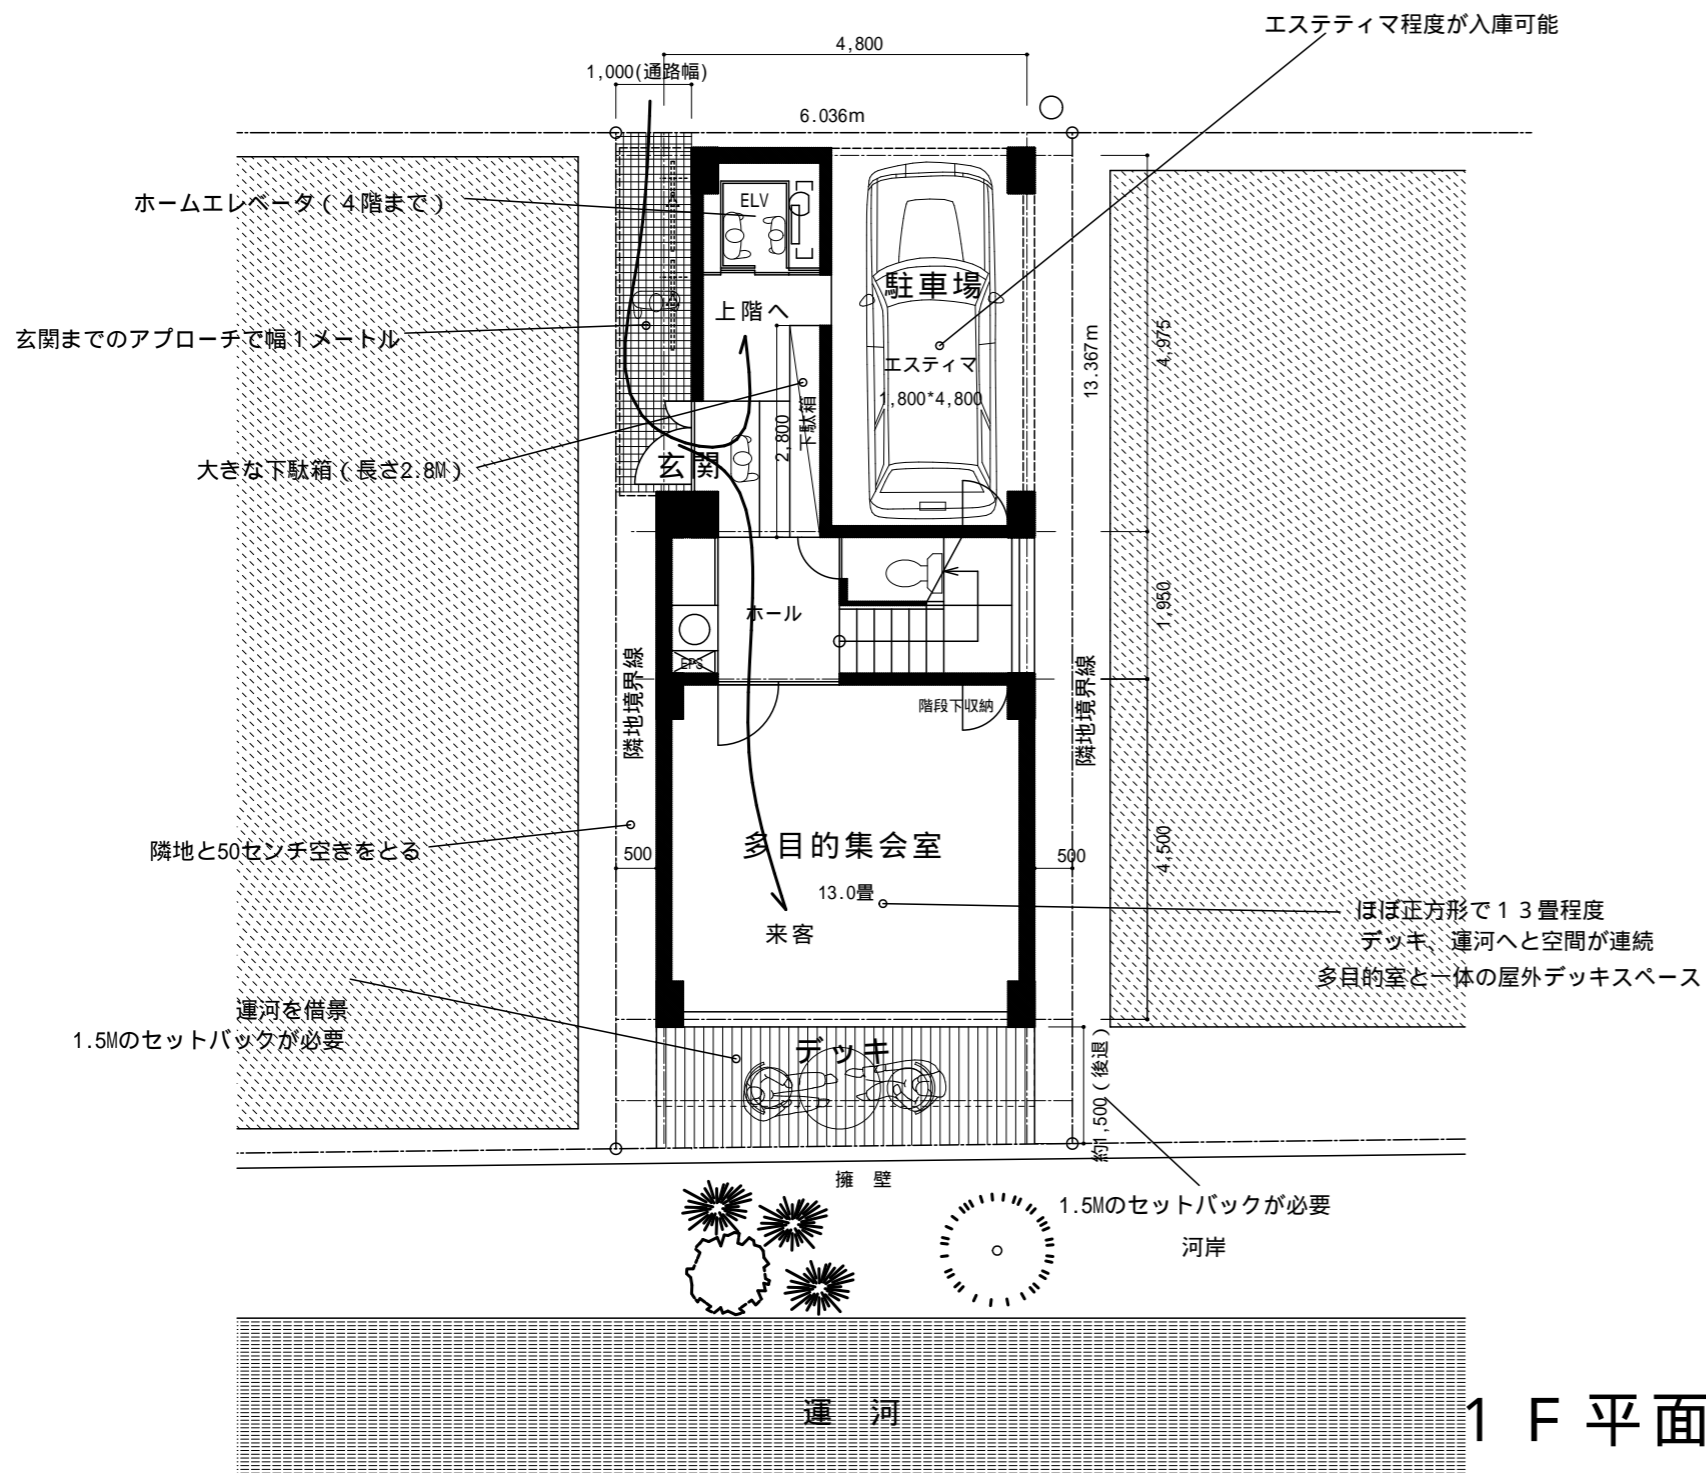 エステティマ程度が入庫可能
4,800
1,000(通路幅)
6.036m
ホームエレベータ（４階まで）
ELV
駐車場
上階へ
玄関までのアプローチで幅１メートル
エスティマ
1,800*4,800
13.367m
4,975
2,800
下駄箱
大きな下駄箱（長さ2.8M）
玄関
ホール
1,950
EPS
隣地境界線
隣地境界線
階段下収納
多目的集会室
隣地と50センチ空きをとる
500
500
4,500
13.0畳
来客
ほぼ正方形で１３畳程度
デッキ、運河へと空間が連続
多目的室と一体の屋外デッキスペース
運河を借景
1.5Mのセットバックが必要
デッキ
約1,500（後退）
擁　壁
1.5Mのセットバックが必要
河岸
運　河
１Ｆ平面